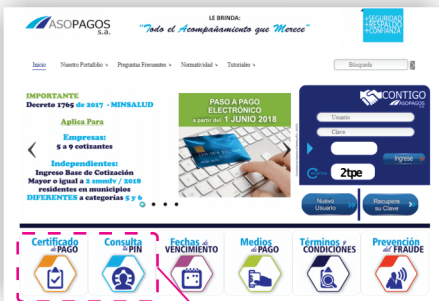 ASOPAGOS
s.a.
LE BRINDA:
"Todo el Acompañamiento que Merece"
+SEGURIDAD
+RESPALDO
+CONFIANZA
Inicio Nuestro Portafolio Preguntas Frecuentes Normatividad Tutoriales
Búsqueda
IMPORTANTE
Decreto 1765 de 2017 - MINSALUD
Aplica Para
Empresas:
5 a 9 cotizantes
Independientes:
Ingreso Base de Cotización
Mayor o igual a 2 smmlv / 2018
residentes en municipios
DIFERENTES a categorías 5 y 6
PASO A PAGO
ELECTRÓNICO
a partir del 1 JUNIO 2018
CONTIGO
ASOPAGOS
Usuario
Clave
2tpe
Ingrese
Nuevo
Usuario
Recupere
su Clave
Certificado
de PAGO
Consulta
de PIN
Fechas de
VENCIMIENTO
Medios
de PAGO
Términos y
CONDICIONES
Prevención
del FRAUDE